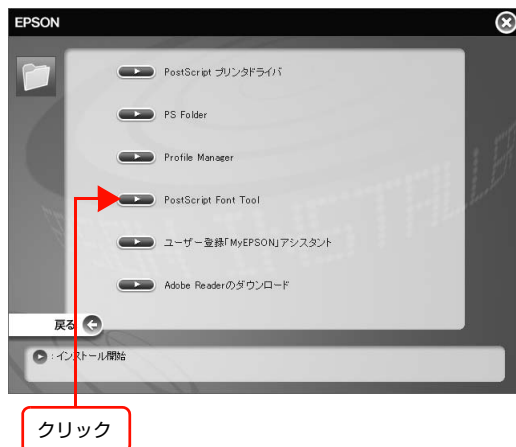 EPSON
PostScript プリンタドライバ
PS Folder
Profile Manager
PostScript Font Tool
ユーザー登録「MyEPSON」アシスタント
Adobe Readerのダウンロード
戻る
：インストール開始
クリック